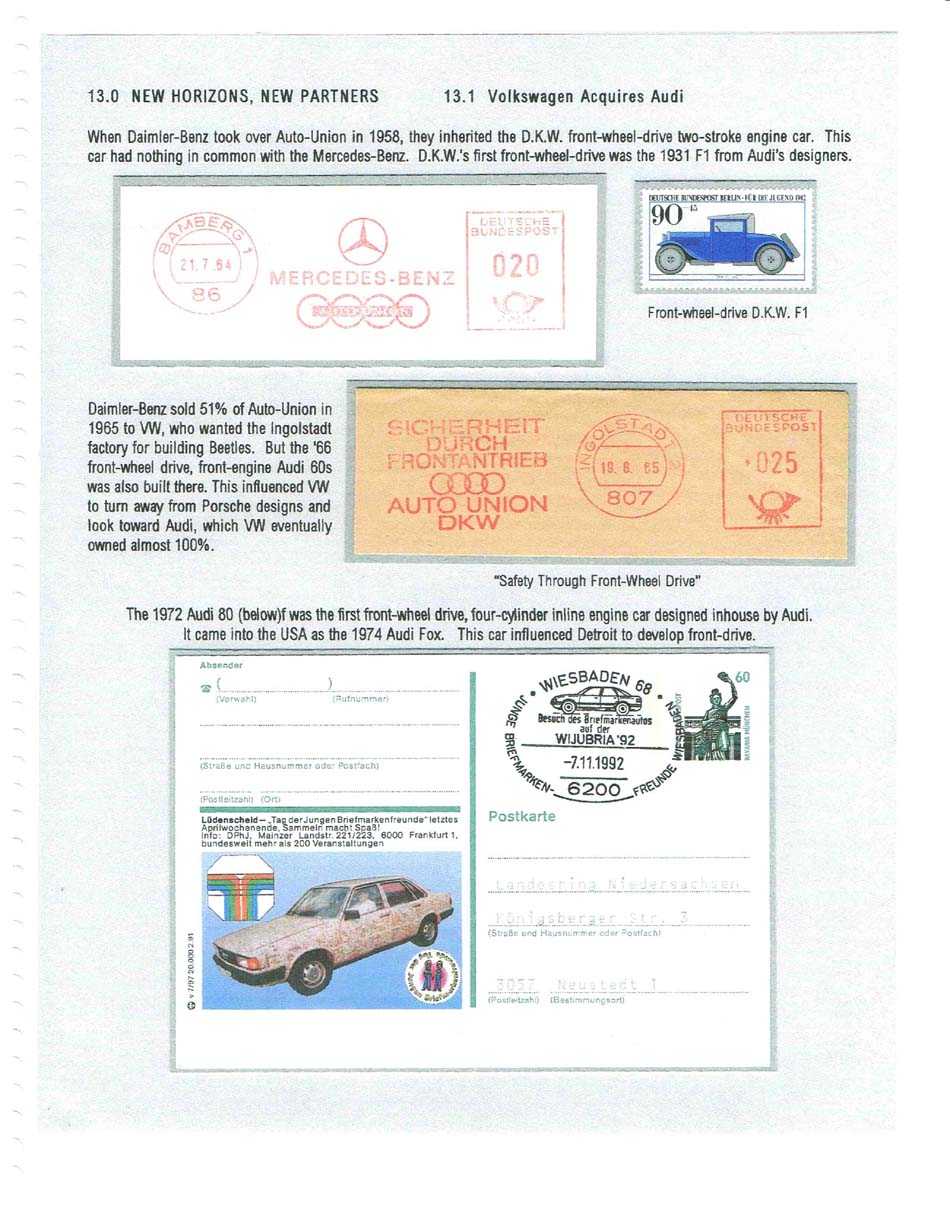 13.0 NEW HORIZONS, NEW PARTNERS 13.1 Volkswagen Acquires Audi
When Daimler-Benz took over Auto-Union in 1958, they inherited the D.K.W. front-wheel-drive two-stroke engine car. This
car had nothing in common with the Mercedes-Benz. D.K.W.'s first front-wheel-drive was the 1931 F1 from Audi's designers.
BAMBERG 1
21.7.64
86
MERCEDES-BENZ
AUTO UNION
DEUTSCHE
BUNDESPOST
020
DEUTSCHE BUNDESPOST BERLIN·FÜR DIE JUGEND 1982
90+45
Front-wheel-drive D.K.W. F1
Daimler-Benz sold 51% of Auto-Union in
1965 to VW, who wanted the Ingolstadt
factory for building Beetles. But the '66
front-wheel drive, front-engine Audi 60s
was also built there. This influenced VW
to turn away from Porsche designs and
look toward Audi, which VW eventually
owned almost 100%.
SICHERHEIT
DURCH
FRONTANTRIEB
AUTO UNION
DKW
INGOLSTADT 2
19.8.65
807
DEUTSCHE
BUNDESPOST
025
"Safety Through Front-Wheel Drive"
The 1972 Audi 80 (below)f was the first front-wheel drive, four-cylinder inline engine car designed inhouse by Audi.
It came into the USA as the 1974 Audi Fox. This car influenced Detroit to develop front-drive.
Absender
☎ ( )
(Vorwahl) (Rufnummer)
(Straße und Hausnummer oder Postfach)
(Postleitzahl) (Ort)
Lüdenscheid — „Tag der Jungen Briefmarkenfreunde" letztes
Aprilwochenende, Sammeln macht Spaß!
Info: DPhJ, Mainzer Landstr. 221/223, 6000 Frankfurt 1,
bundesweit mehr als 200 Veranstaltungen
v 7/97 20.000 2.91
Tag der Jungen Briefmarkenfreunde
WIESBADEN 68
JUNGE BRIEFMARKEN-FREUNDE WIESBADEN
Besuch des Briefmarkenautos
auf der
WIJUBRIA '92
-7.11.1992
6200
60
BAVARIA MÜNCHEN
Postkarte
Landesring Niedersachsen
Königsberger Str. 3
(Straße und Hausnummer oder Postfach)
3057 Neustadt 1
(Postleitzahl) (Bestimmungsort)